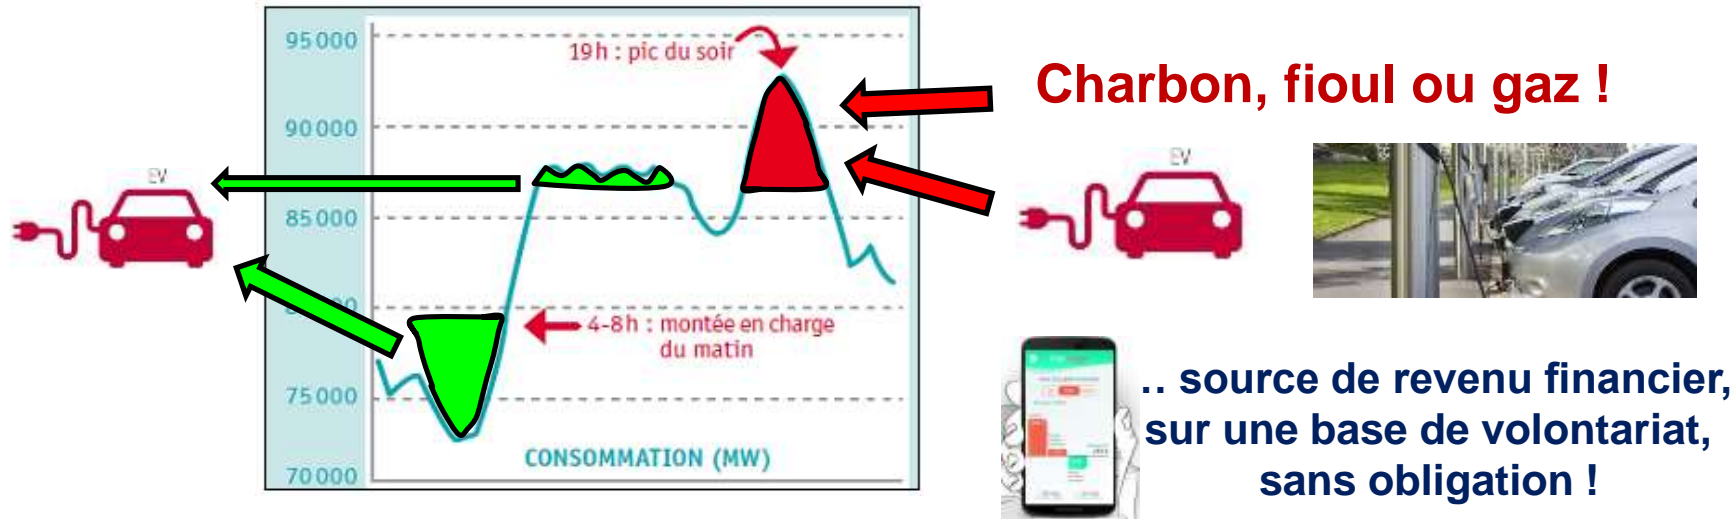 95 000
19 h : pic du soir
Charbon, fioul ou gaz !
90 000
EV
EV
85 000
4-8 h : montée en charge
du matin
75 000
CONSOMMATION (MW)
70 000
.. source de revenu financier,
sur une base de volontariat,
sans obligation !